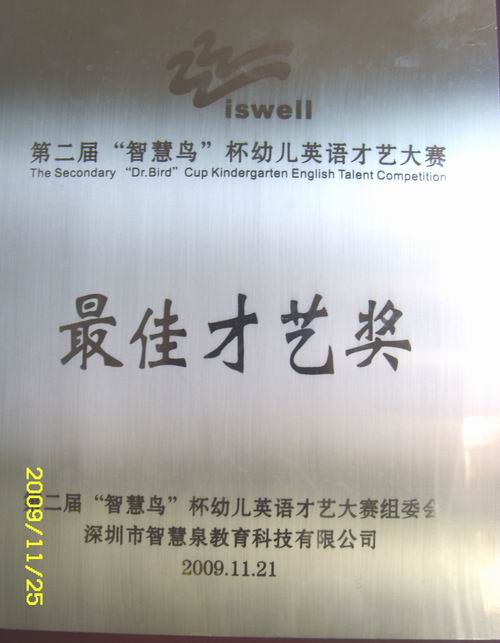 iswell
第二届“智慧鸟”杯幼儿英语才艺大赛
The Secondary “Dr.Bird” Cup Kindergarten English Talent Competition
最佳才艺奖
第二届“智慧鸟”杯幼儿英语才艺大赛组委会
深圳市智慧泉教育科技有限公司
2009.11.21
2009/11/25